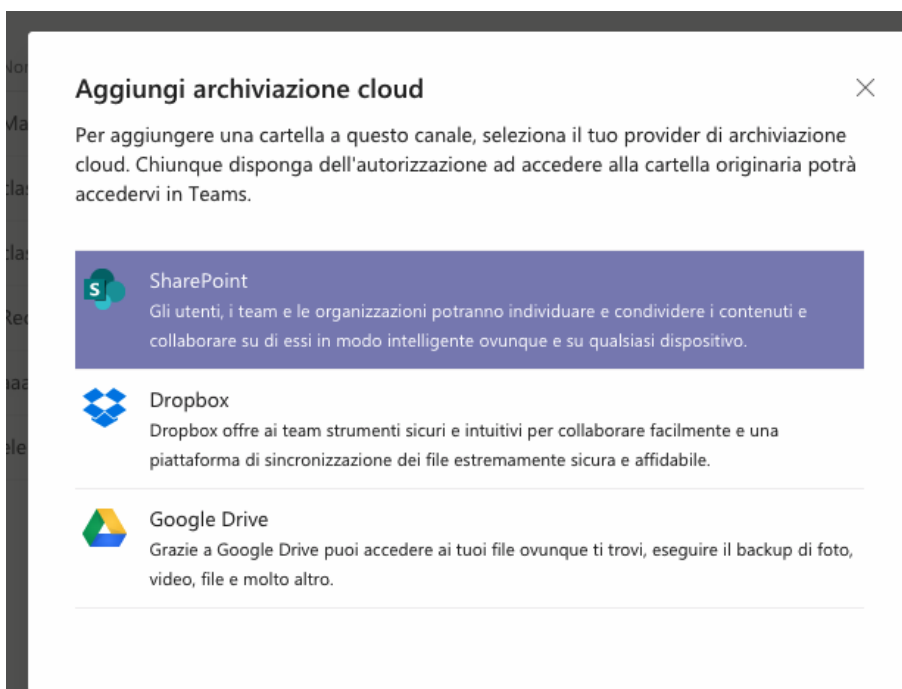 Aggiungi archiviazione cloud
Per aggiungere una cartella a questo canale, seleziona il tuo provider di archiviazione
cloud. Chiunque disponga dell'autorizzazione ad accedere alla cartella originaria potrà
accedervi in Teams.
SharePoint
Gli utenti, i team e le organizzazioni potranno individuare e condividere i contenuti e
collaborare su di essi in modo intelligente ovunque e su qualsiasi dispositivo.
Dropbox
Dropbox offre ai team strumenti sicuri e intuitivi per collaborare facilmente e una
piattaforma di sincronizzazione dei file estremamente sicura e affidabile.
Google Drive
Grazie a Google Drive puoi accedere ai tuoi file ovunque ti trovi, eseguire il backup di foto,
video, file e molto altro.